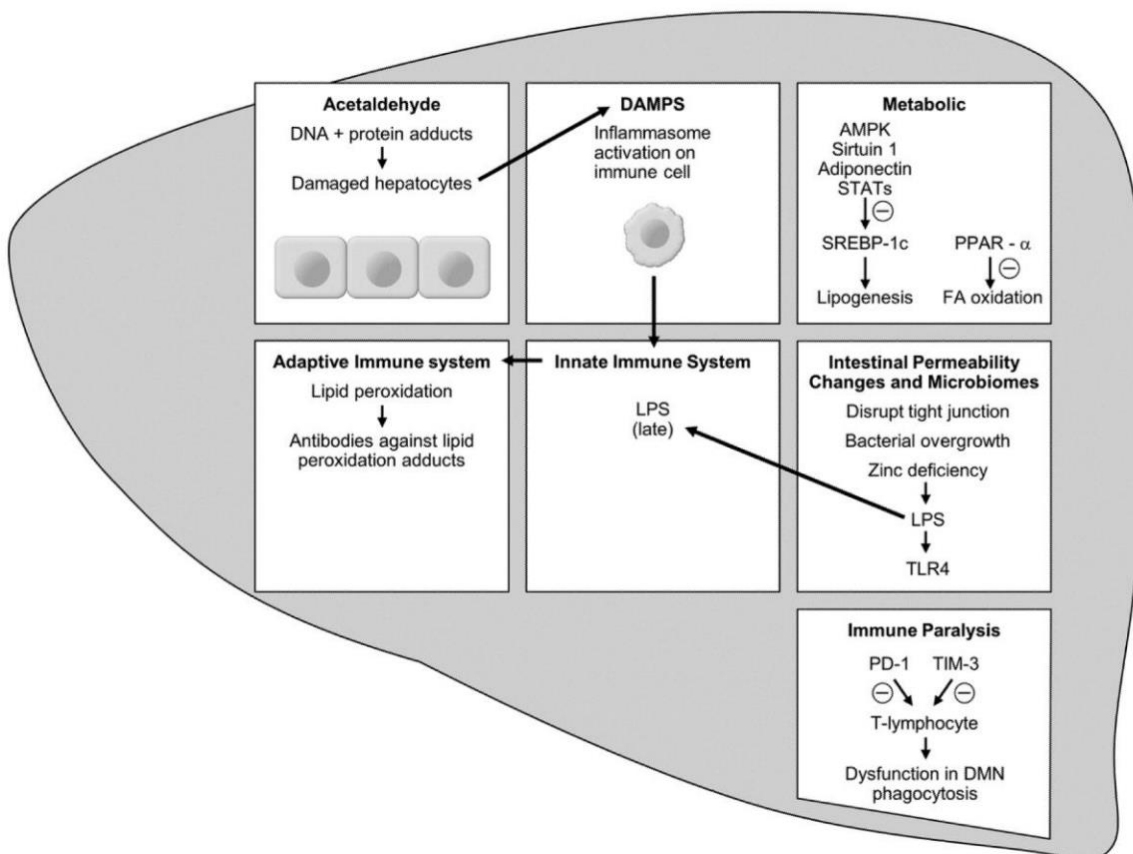 Acetaldehyde
DNA + protein adducts
Damaged hepatocytes
DAMPS
Inflammasome
activation on
immune cell
Metabolic
AMPK
Sirtuin 1
Adiponectin
STATs
SREBP-1c
Lipogenesis
PPAR - α
FA oxidation
Adaptive Immune system
Lipid peroxidation
Antibodies against lipid
peroxidation adducts
Innate Immune System
LPS
(late)
Intestinal Permeability
Changes and Microbiomes
Disrupt tight junction
Bacterial overgrowth
Zinc deficiency
LPS
TLR4
Immune Paralysis
PD-1 TIM-3
T-lymphocyte
Dysfunction in DMN
phagocytosis